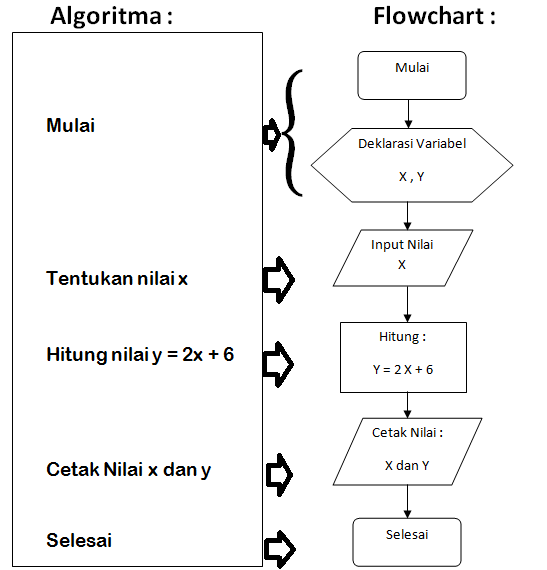 Algoritma :
Mulai
Tentukan nilai x
Hitung nilai y = 2x + 6
Cetak Nilai x dan y
Selesai
Flowchart :
Mulai
Deklarasi Variabel
X , Y
Input Nilai
X
Hitung :
Y = 2 X + 6
Cetak Nilai :
X dan Y
Selesai